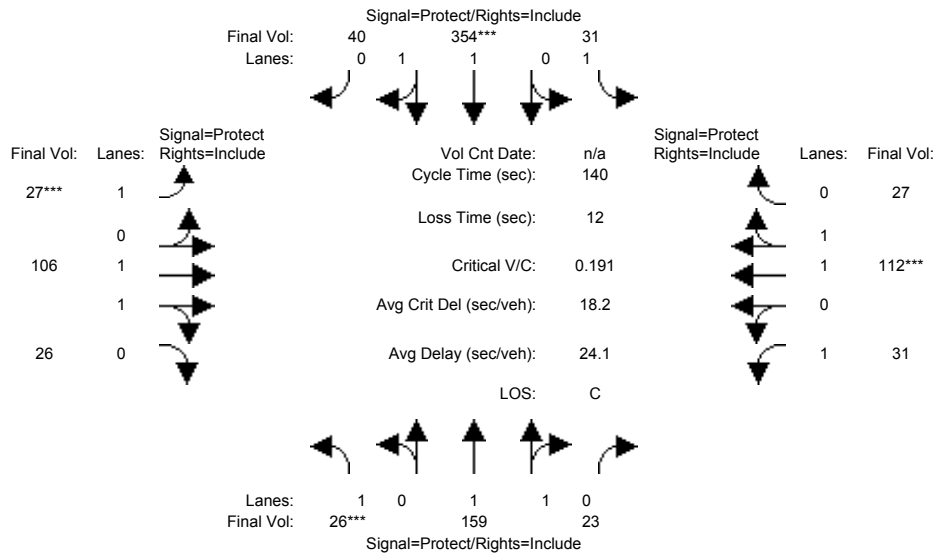 Signal=Protect/Rights=Include
Final Vol: 40 354*** 31
Lanes: 0 1 1 0 1
Signal=Protect Signal=Protect
Final Vol: Lanes: Rights=Include Vol Cnt Date: n/a Rights=Include Lanes: Final Vol:
Cycle Time (sec): 140
27*** 1 0 27
Loss Time (sec): 12
0 1
106 1 Critical V/C: 0.191 1 112***
1 Avg Crit Del (sec/veh): 18.2 0
26 0 Avg Delay (sec/veh): 24.1 1 31
LOS: C
Lanes: 1 0 1 1 0
Final Vol: 26*** 159 23
Signal=Protect/Rights=Include